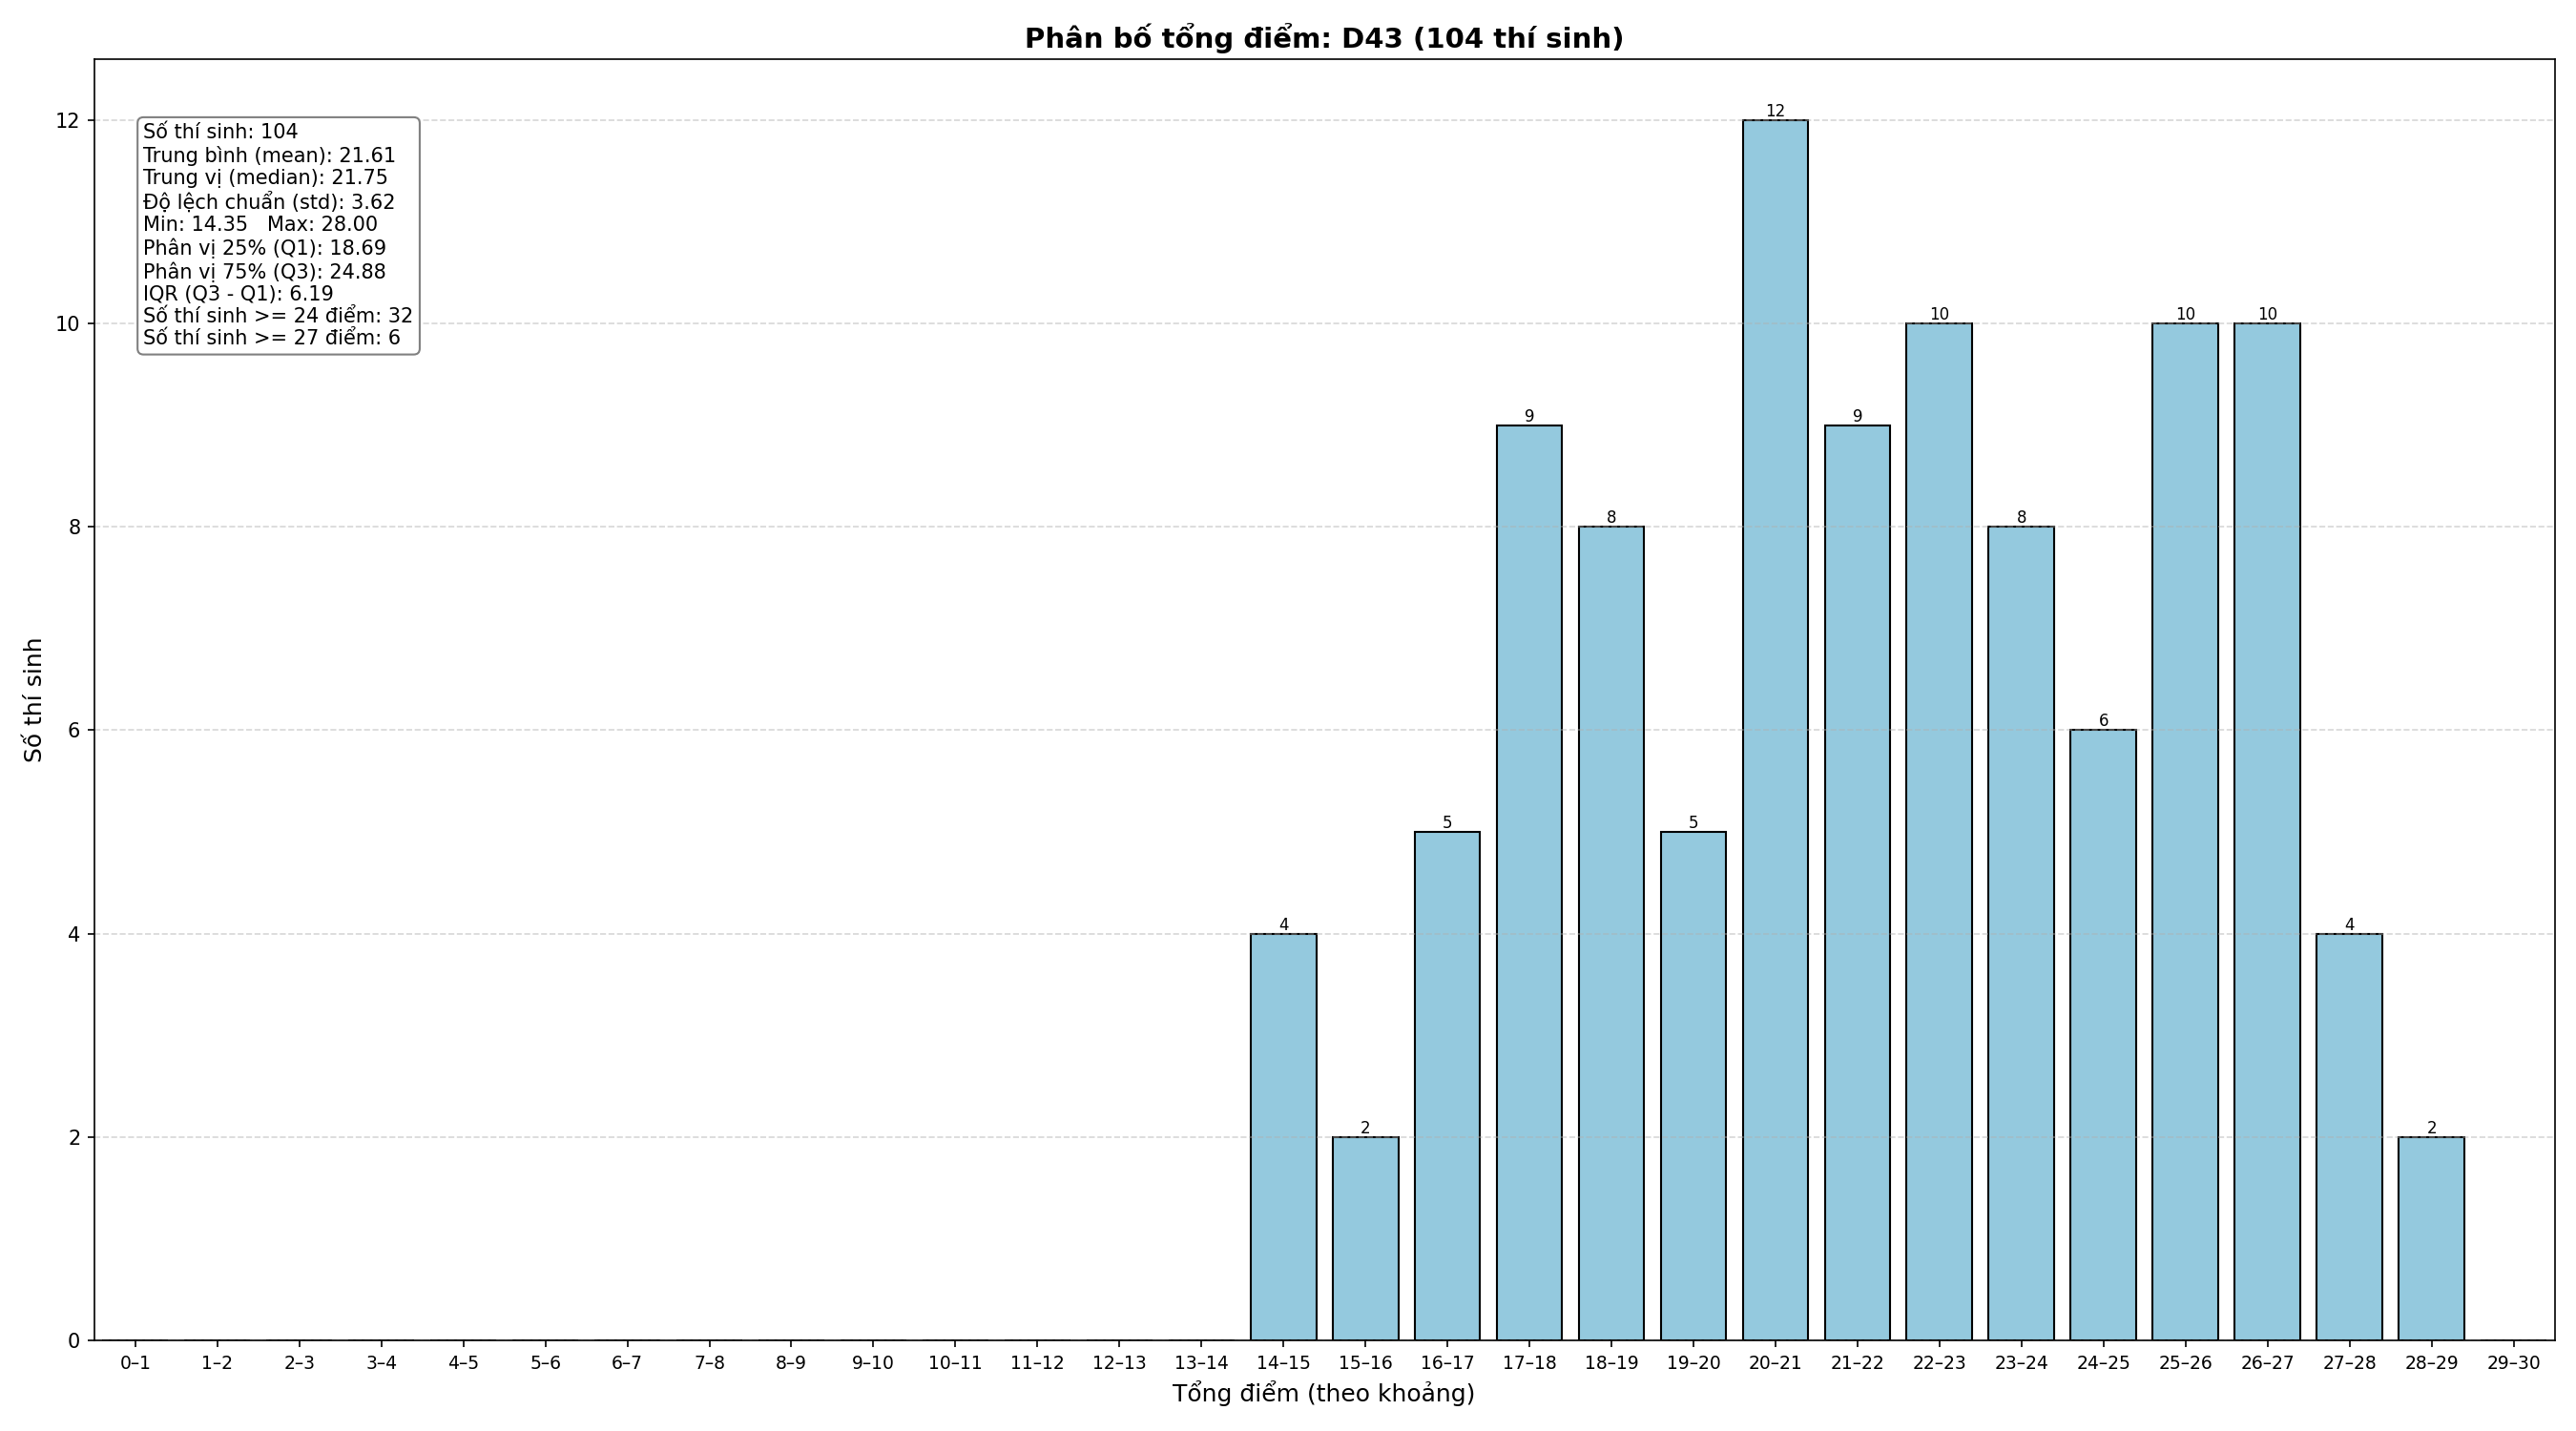 Phân bố tổng điểm: D43 (104 thí sinh)
Số thí sinh: 104
Trung bình (mean): 21.61
Trung vị (median): 21.75
Độ lệch chuẩn (std): 3.62
Min: 14.35   Max: 28.00
Phân vị 25% (Q1): 18.69
Phân vị 75% (Q3): 24.88
IQR (Q3 - Q1): 6.19
Số thí sinh >= 24 điểm: 32
Số thí sinh >= 27 điểm: 6
Số thí sinh
12
10
8
6
4
2
0
4 2 5 9 8 5 12 9 10 8 6 10 10 4 2
0–1 1–2 2–3 3–4 4–5 5–6 6–7 7–8 8–9 9–10 10–11 11–12 12–13 13–14 14–15 15–16 16–17 17–18 18–19 19–20 20–21 21–22 22–23 23–24 24–25 25–26 26–27 27–28 28–29 29–30
Tổng điểm (theo khoảng)